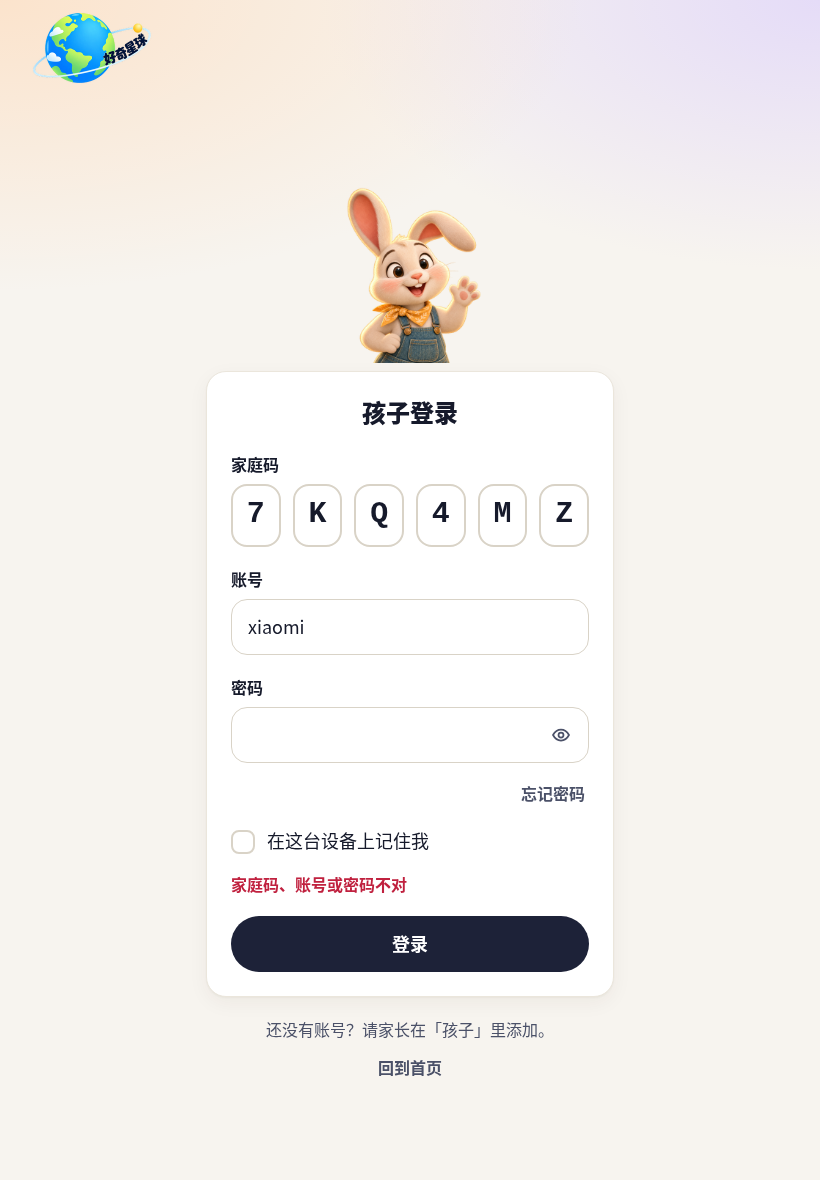 好奇星球
孩子登录
家庭码
7 K Q 4 M Z
账号
xiaomi
密码
忘记密码
在这台设备上记住我
家庭码、账号或密码不对
登录
还没有账号？请家长在「孩子」里添加。
回到首页